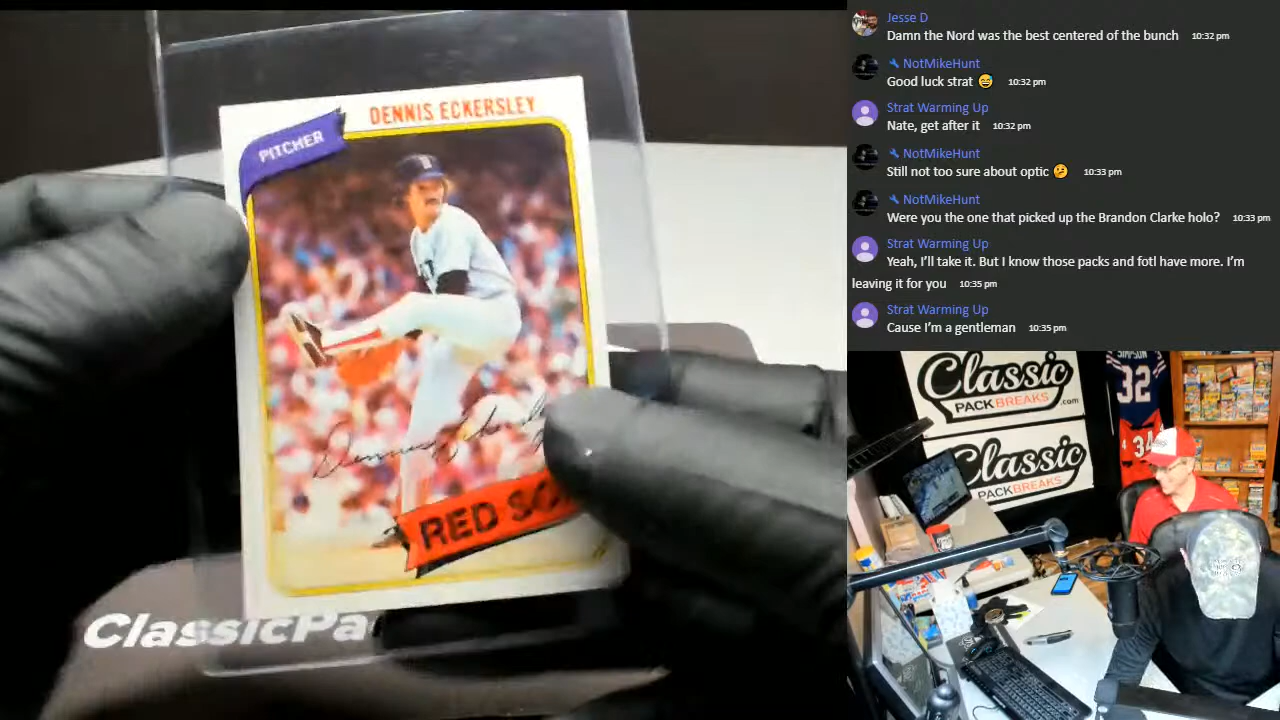 PITCHER
DENNIS ECKERSLEY
Dennis
RED SO
ClassicPa
Jesse D
Damn the Nord was the best centered of the bunch 10:32 pm
NotMikeHunt
Good luck strat 😅 10:32 pm
Strat Warming Up
Nate, get after it 10:32 pm
NotMikeHunt
Still not too sure about optic 🤔 10:33 pm
NotMikeHunt
Were you the one that picked up the Brandon Clarke holo? 10:33 pm
Strat Warming Up
Yeah, I'll take it. But I know those packs and fotl have more. I'm
leaving it for you 10:35 pm
Strat Warming Up
Cause I'm a gentleman 10:35 pm
Classic
PACKBREAKS.com
Classic
PACKBREAKS
SIMPSON
32
34